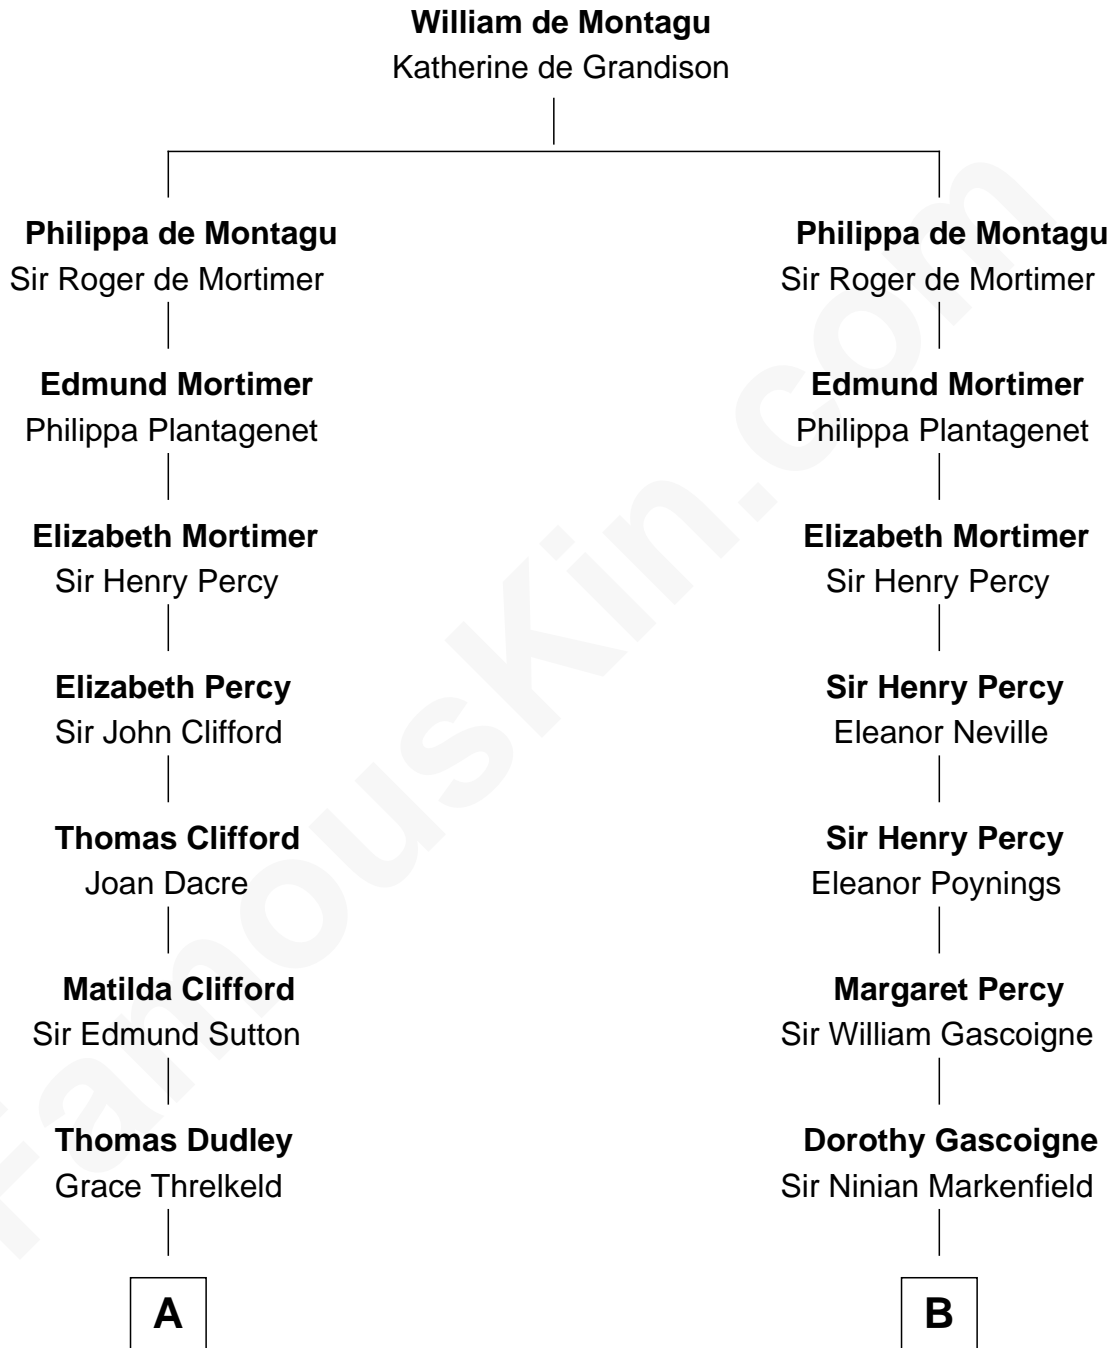 William de Montagu
Katherine de Grandison
Philippa de Montagu
Sir Roger de Mortimer
Philippa de Montagu
Sir Roger de Mortimer
Edmund Mortimer
Philippa Plantagenet
Edmund Mortimer
Philippa Plantagenet
Elizabeth Mortimer
Sir Henry Percy
Elizabeth Mortimer
Sir Henry Percy
Elizabeth Percy
Sir John Clifford
Sir Henry Percy
Eleanor Neville
Thomas Clifford
Joan Dacre
Sir Henry Percy
Eleanor Poynings
Matilda Clifford
Sir Edmund Sutton
Margaret Percy
Sir William Gascoigne
Thomas Dudley
Grace Threlkeld
Dorothy Gascoigne
Sir Ninian Markenfield
A
B
FamousKin.com